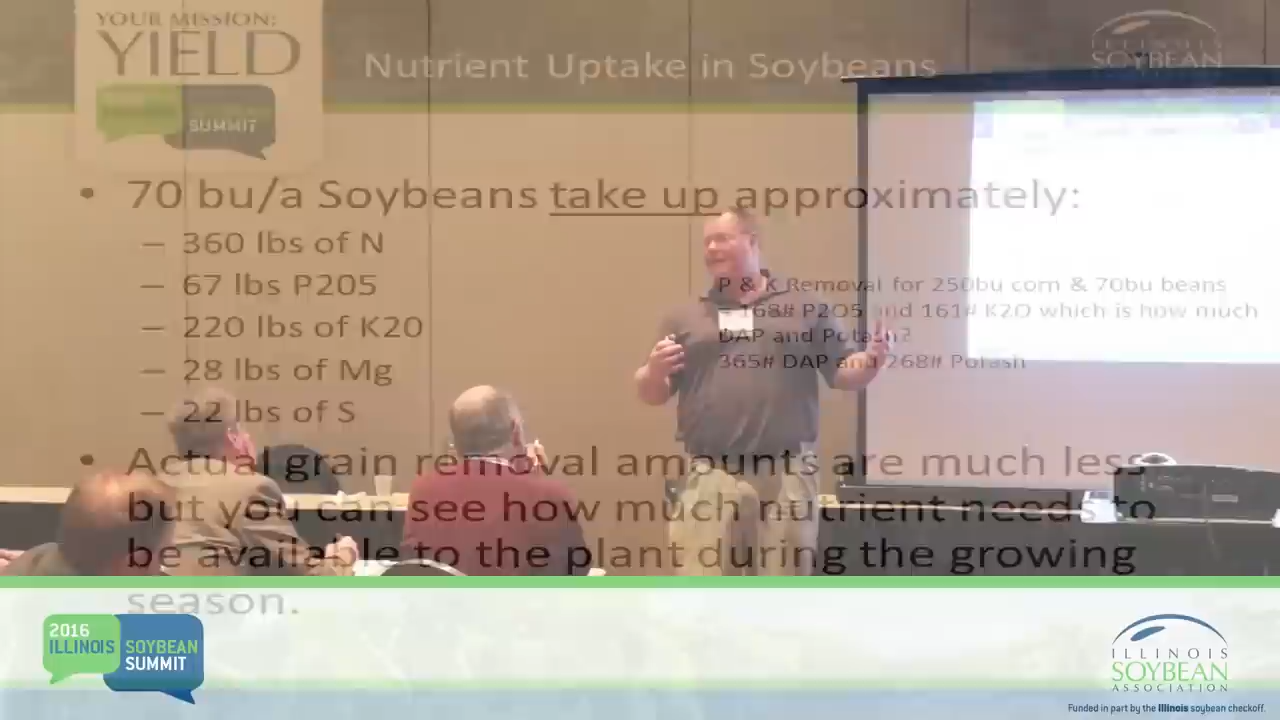 YOUR MISSION:
YIELD
SUMMIT
Nutrient Uptake in Soybeans
ILLINOIS
SOYBEAN
• 70 bu/a Soybeans take up approximately:
– 360 lbs of N
– 67 lbs P205
– 220 lbs of K20
– 28 lbs of Mg
– 22 lbs of S
P & K Removal for 250bu corn & 70bu beans
- 168# P2O5 and 161# K2O which is how much
DAP and Potash?
365# DAP and 268# Potash
• Actual grain removal amounts are much less
but you can see how much nutrient needs to
be available to the plant during the growing
season.
2016
ILLINOIS SOYBEAN
SUMMIT
ILLINOIS
SOYBEAN
ASSOCIATION
Funded in part by the Illinois soybean checkoff.